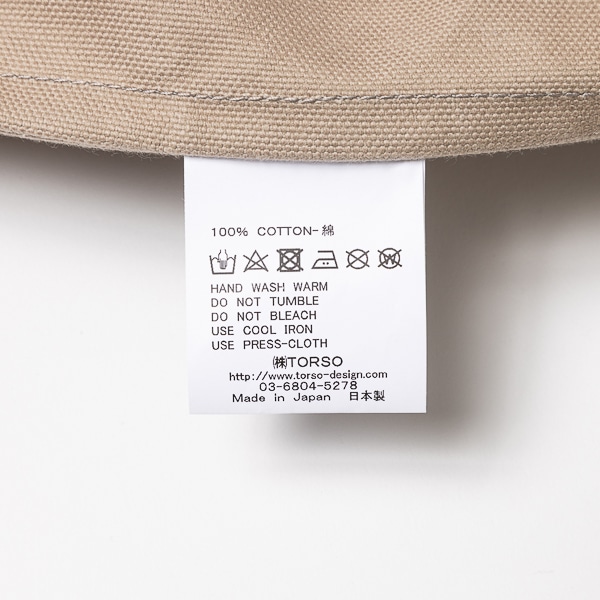 100% COTTON-綿
HAND WASH WARM
DO NOT TUMBLE
DO NOT BLEACH
USE COOL IRON
USE PRESS-CLOTH
㈱TORSO
http://www.torso-design.com/
03-6804-5278
Made in Japan 日本製